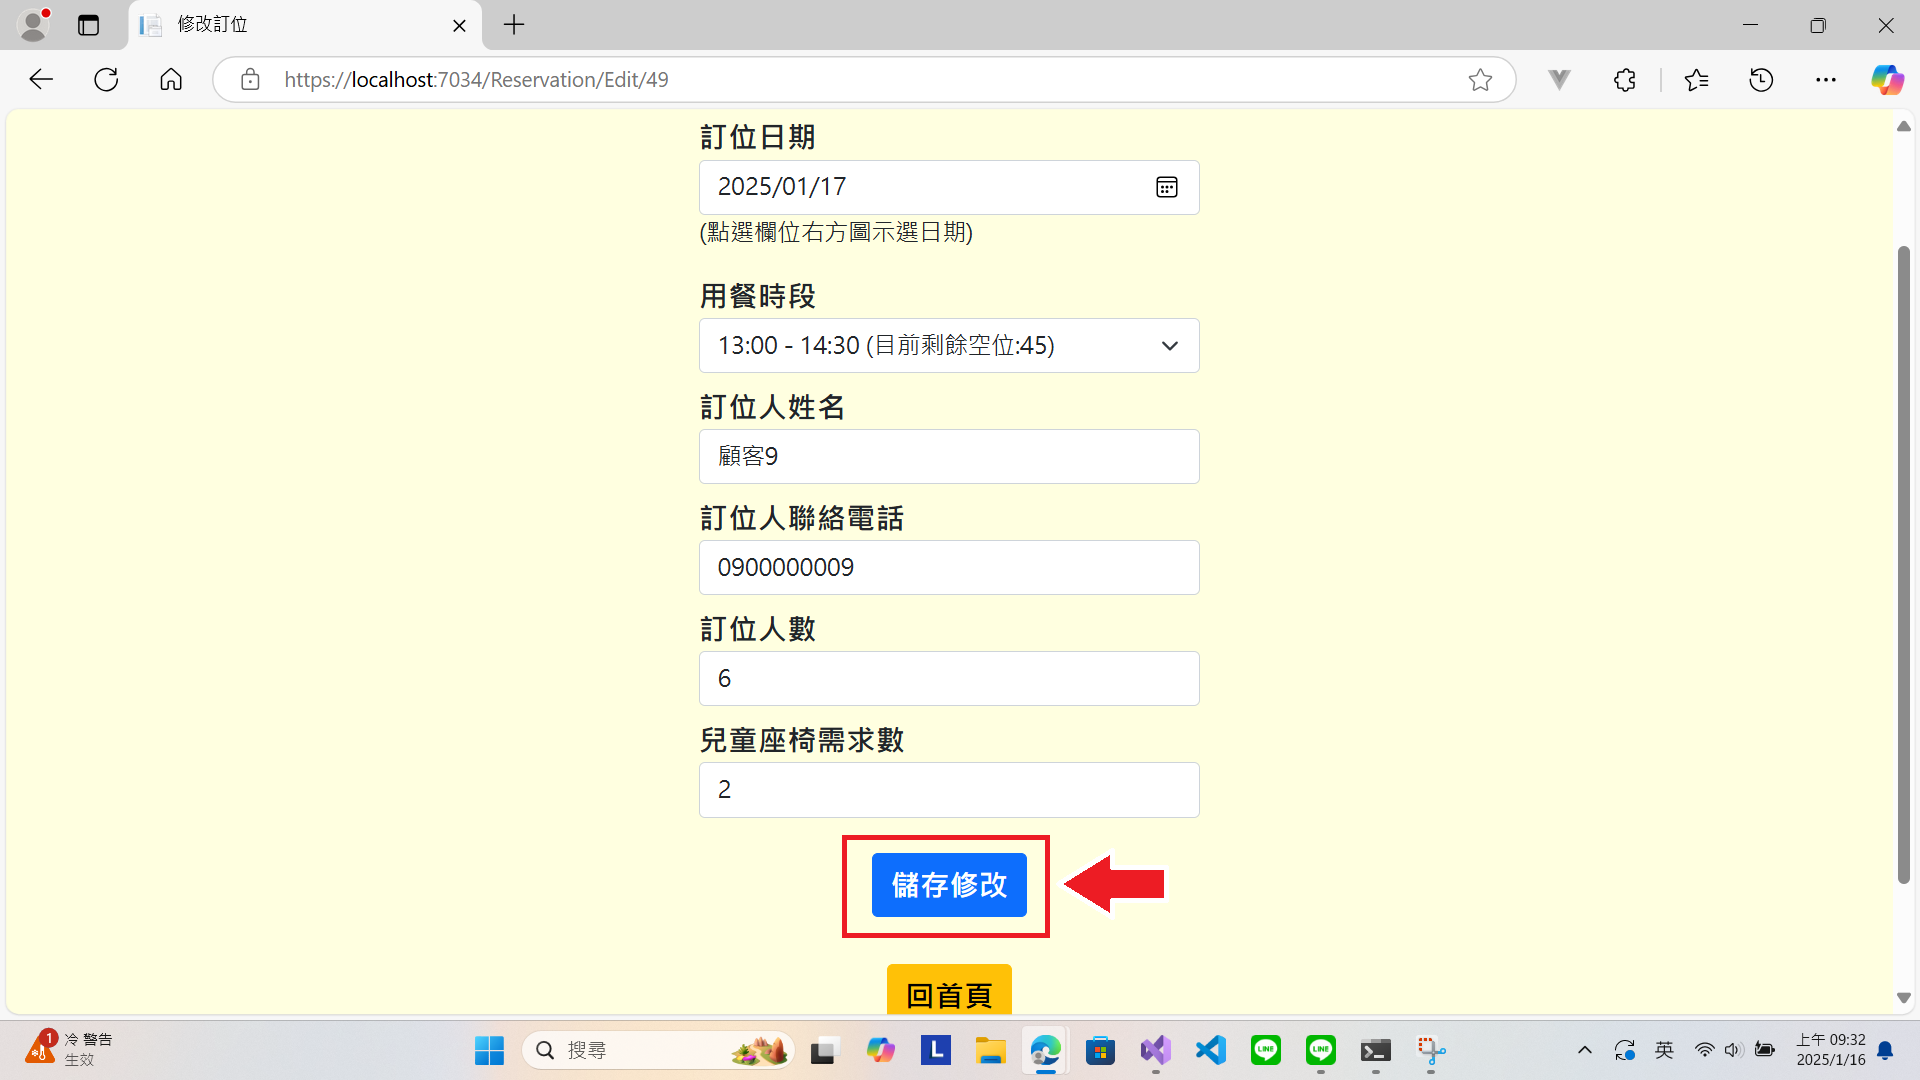 修改訂位
https://localhost:7034/Reservation/Edit/49
訂位日期
2025/01/17
(點選欄位右方圖示選日期)
用餐時段
13:00 - 14:30 (目前剩餘空位:45)
訂位人姓名
顧客9
訂位人聯絡電話
0900000009
訂位人數
6
兒童座椅需求數
2
儲存修改
回首頁
1
冷 警告
生效
搜尋
L
LINE
LINE
英
上午 09:32
2025/1/16